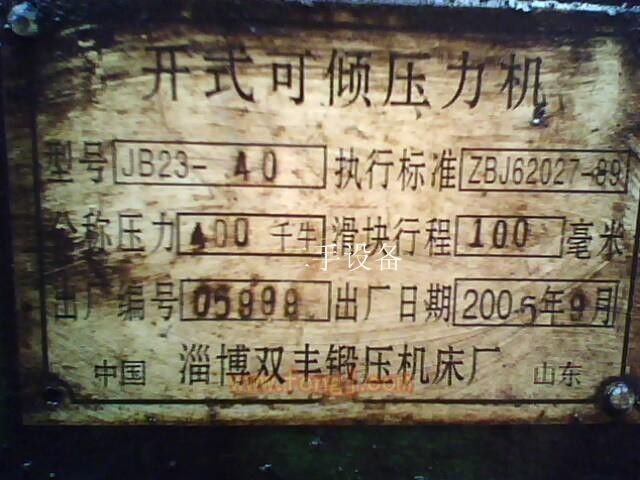 开式可倾压力机
型号 JB23-40 执行标准 ZBJ62027-89
公称压力 400 千牛 滑块行程 100 毫米
二手设备
出厂编号 05998 出厂日期 2005年9月
中国 淄博双丰锻压机床厂 山东